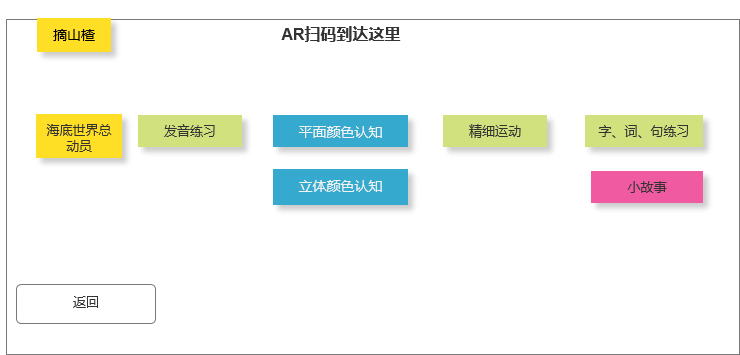 摘山楂
AR扫码到达这里
海底世界总
动员
发音练习
平面颜色认知
精细运动
字、词、句练习
立体颜色认知
小故事
返回